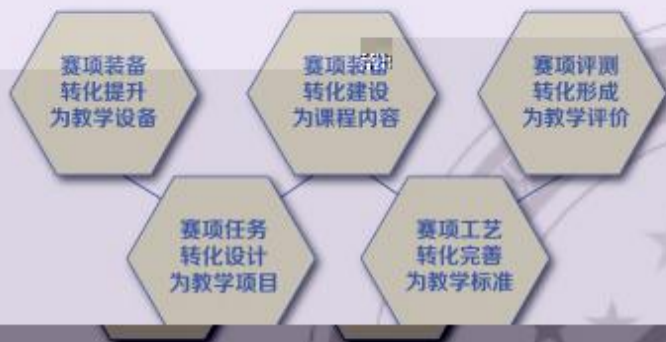 赛项装备
转化提升
为教学设备
赛项
转化建设
为课程内容
赛项评测
转化形成
为教学评价
赛项任务
转化设计
为教学项目
赛项工艺
转化完善
为教学标准